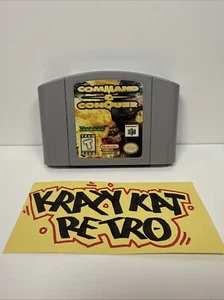 COMMAND
&
CONQUER
KRAZY KAT
RETRO